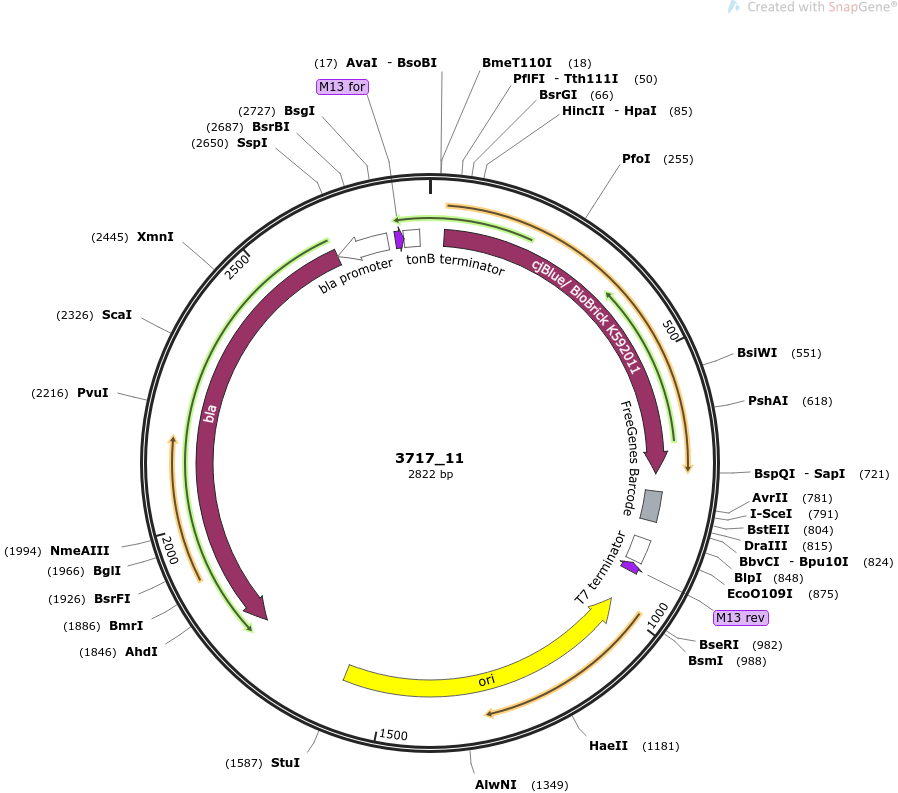 Created with SnapGene®
(17) AvaI - BsoBI
BmeT110I (18)
M13 for
PflFI - Tth111I (50)
BsrGI (66)
(2727) BsgI
HincII - HpaI (85)
(2687) BsrBI
(2650) SspI
PfoI (255)
(2445) XmnI
2500
bla promoter
tonB terminator
cjBlue/ BioBrick K592011
(2326) ScaI
500
BsiWI (551)
(2216) PvuI
bla
PshAI (618)
FreeGenes Barcode
3717_11
2822 bp
BspQI - SapI (721)
AvrII (781)
I-SceI (791)
BstEII (804)
DraIII (815)
(1994) NmeAIII
2000
T7 terminator
BbvCI - Bpu10I (824)
(1966) BglI
BlpI (848)
(1926) BsrFI
EcoO109I (875)
(1886) BmrI
1000
M13 rev
(1846) AhdI
BseRI (982)
BsmI (988)
ori
1500
HaeII (1181)
(1587) StuI
AlwNI (1349)